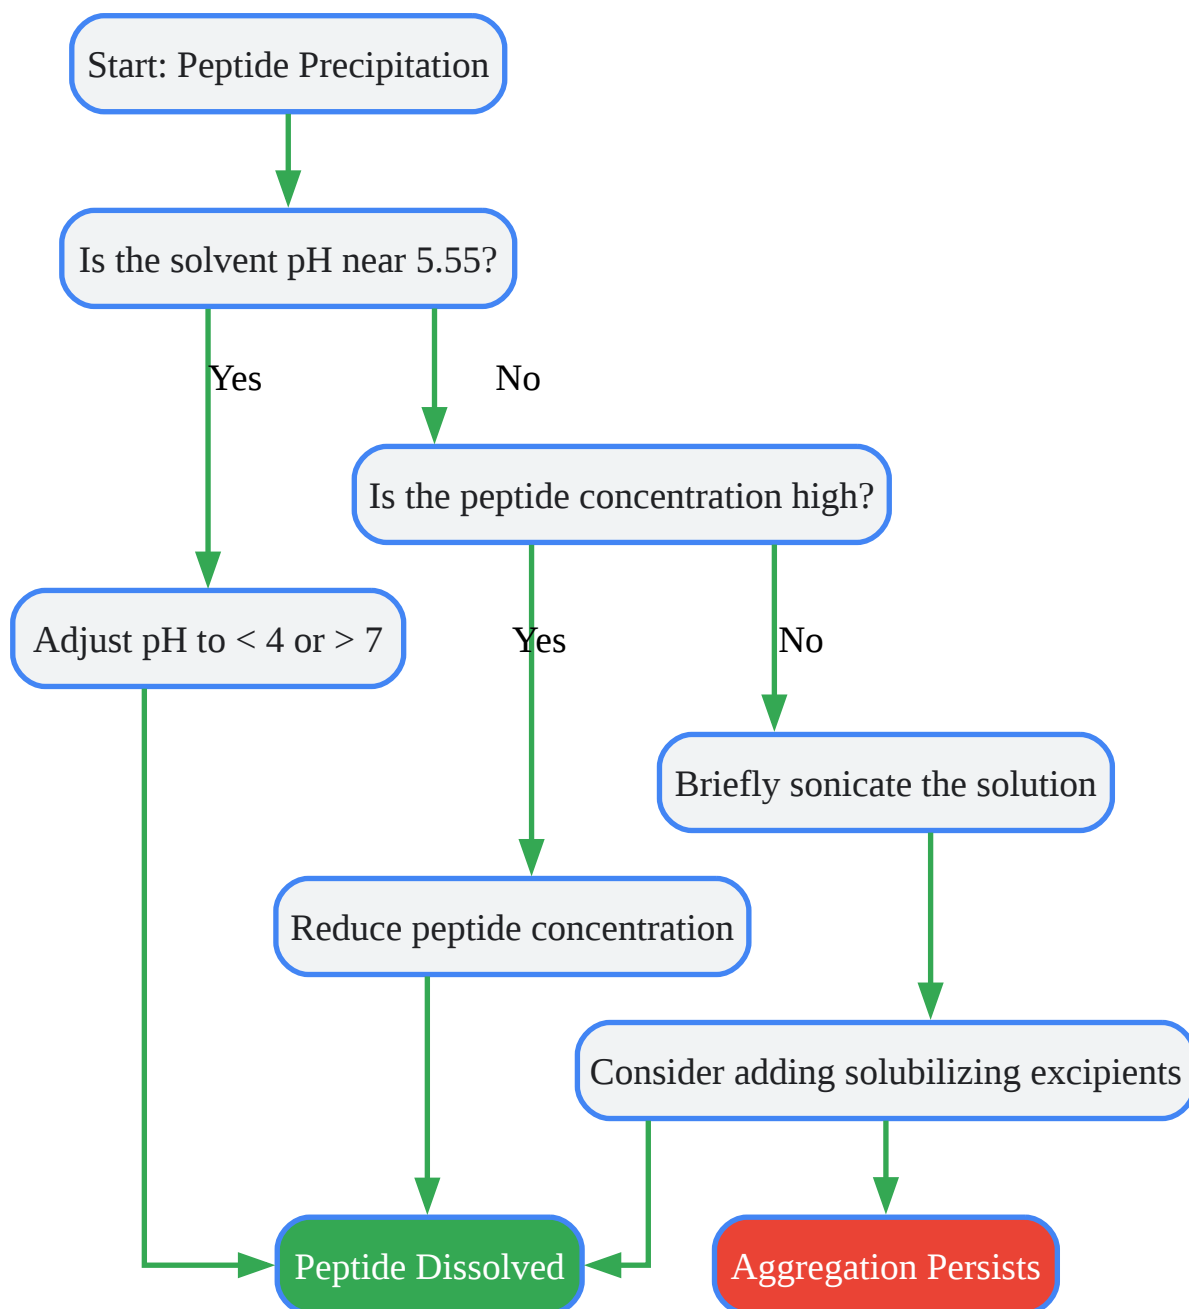 Start: Peptide Precipitation
Is the solvent pH near 5.55?
Yes
No
Is the peptide concentration high?
Adjust pH to < 4 or > 7
Yes
No
Briefly sonicate the solution
Reduce peptide concentration
Consider adding solubilizing excipients
Peptide Dissolved
Aggregation Persists